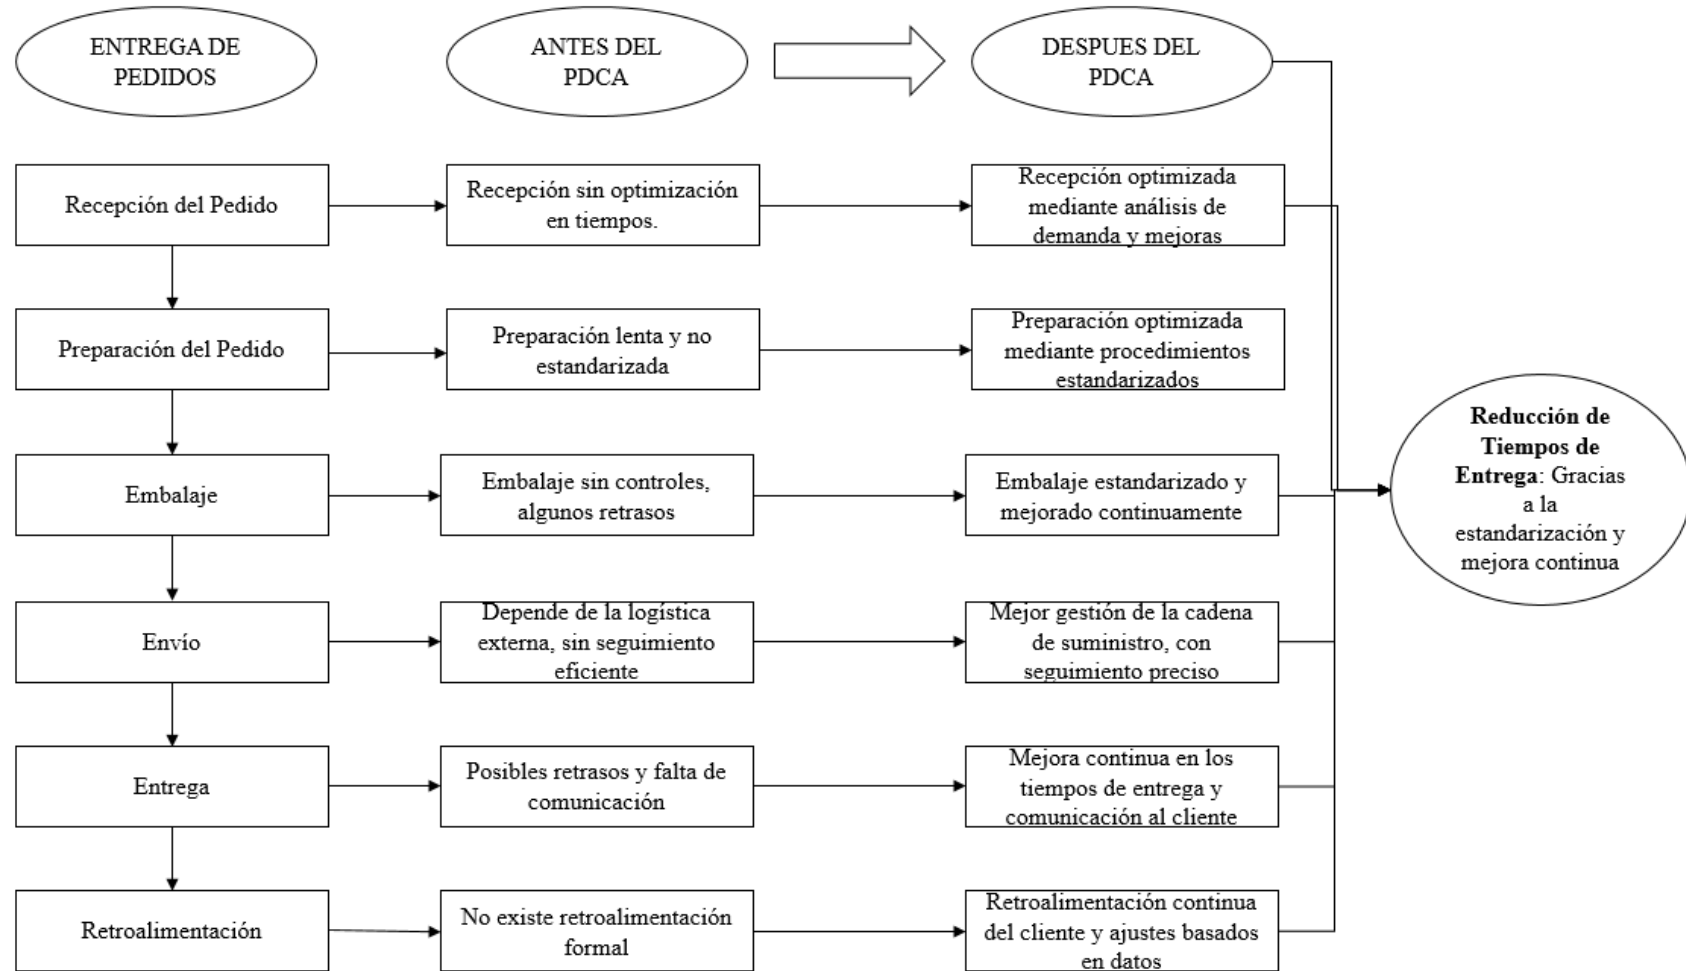 ENTREGA DE
PEDIDOS
ANTES DEL
PDCA
DESPUES DEL
PDCA
Recepción del Pedido
Recepción sin optimización
en tiempos.
Recepción optimizada
mediante análisis de
demanda y mejoras
Preparación del Pedido
Preparación lenta y no
estandarizada
Preparación optimizada
mediante procedimientos
estandarizados
Embalaje
Embalaje sin controles,
algunos retrasos
Embalaje estandarizado y
mejorado continuamente
Envío
Depende de la logística
externa, sin seguimiento
eficiente
Mejor gestión de la cadena
de suministro, con
seguimiento preciso
Entrega
Posibles retrasos y falta de
comunicación
Mejora continua en los
tiempos de entrega y
comunicación al cliente
Retroalimentación
No existe retroalimentación
formal
Retroalimentación continua
del cliente y ajustes basados
en datos
Reducción de
Tiempos de
Entrega: Gracias
a la
estandarización y
mejora continua